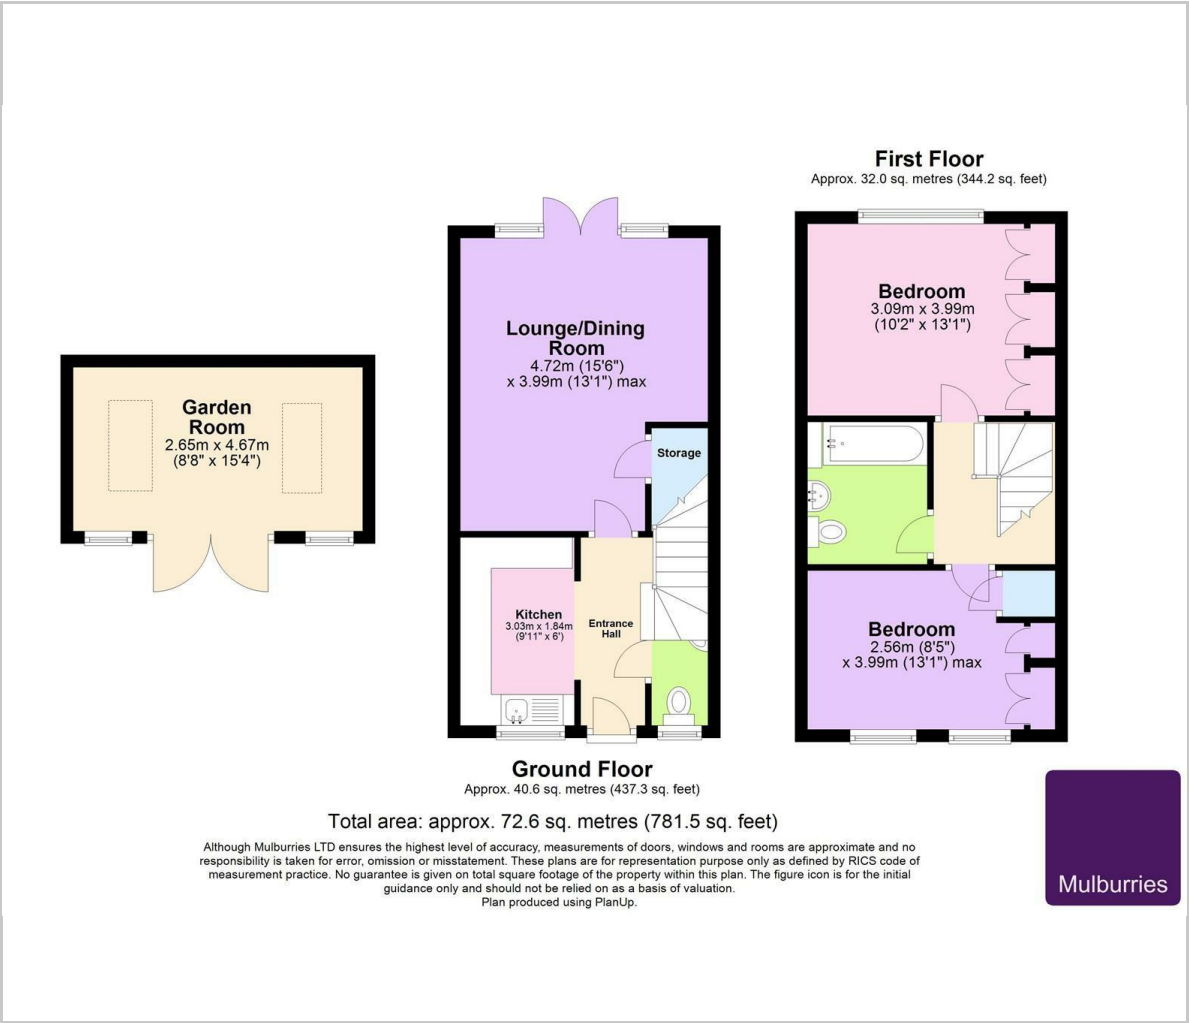 First Floor
Approx. 32.0 sq. metres (344.2 sq. feet)
Bedroom
3.09m x 3.99m
(10'2" x 13'1")
Lounge/Dining
Room
4.72m (15'6")
x 3.99m (13'1") max
Garden
Room
2.65m x 4.67m
(8'8" x 15'4")
Storage
Kitchen
3.03m x 1.84m
(9'11" x 6')
Entrance
Hall
Bedroom
2.56m (8'5")
x 3.99m (13'1") max
Ground Floor
Approx. 40.6 sq. metres (437.3 sq. feet)
Total area: approx. 72.6 sq. metres (781.5 sq. feet)
Although Mulburries LTD ensures the highest level of accuracy, measurements of doors, windows and rooms are approximate and no
responsibility is taken for error, omission or misstatement. These plans are for representation purpose only as defined by RICS code of
measurement practice. No guarantee is given on total square footage of the property within this plan. The figure icon is for the initial
guidance only and should not be relied on as a basis of valuation.
Plan produced using PlanUp.
Mulburries